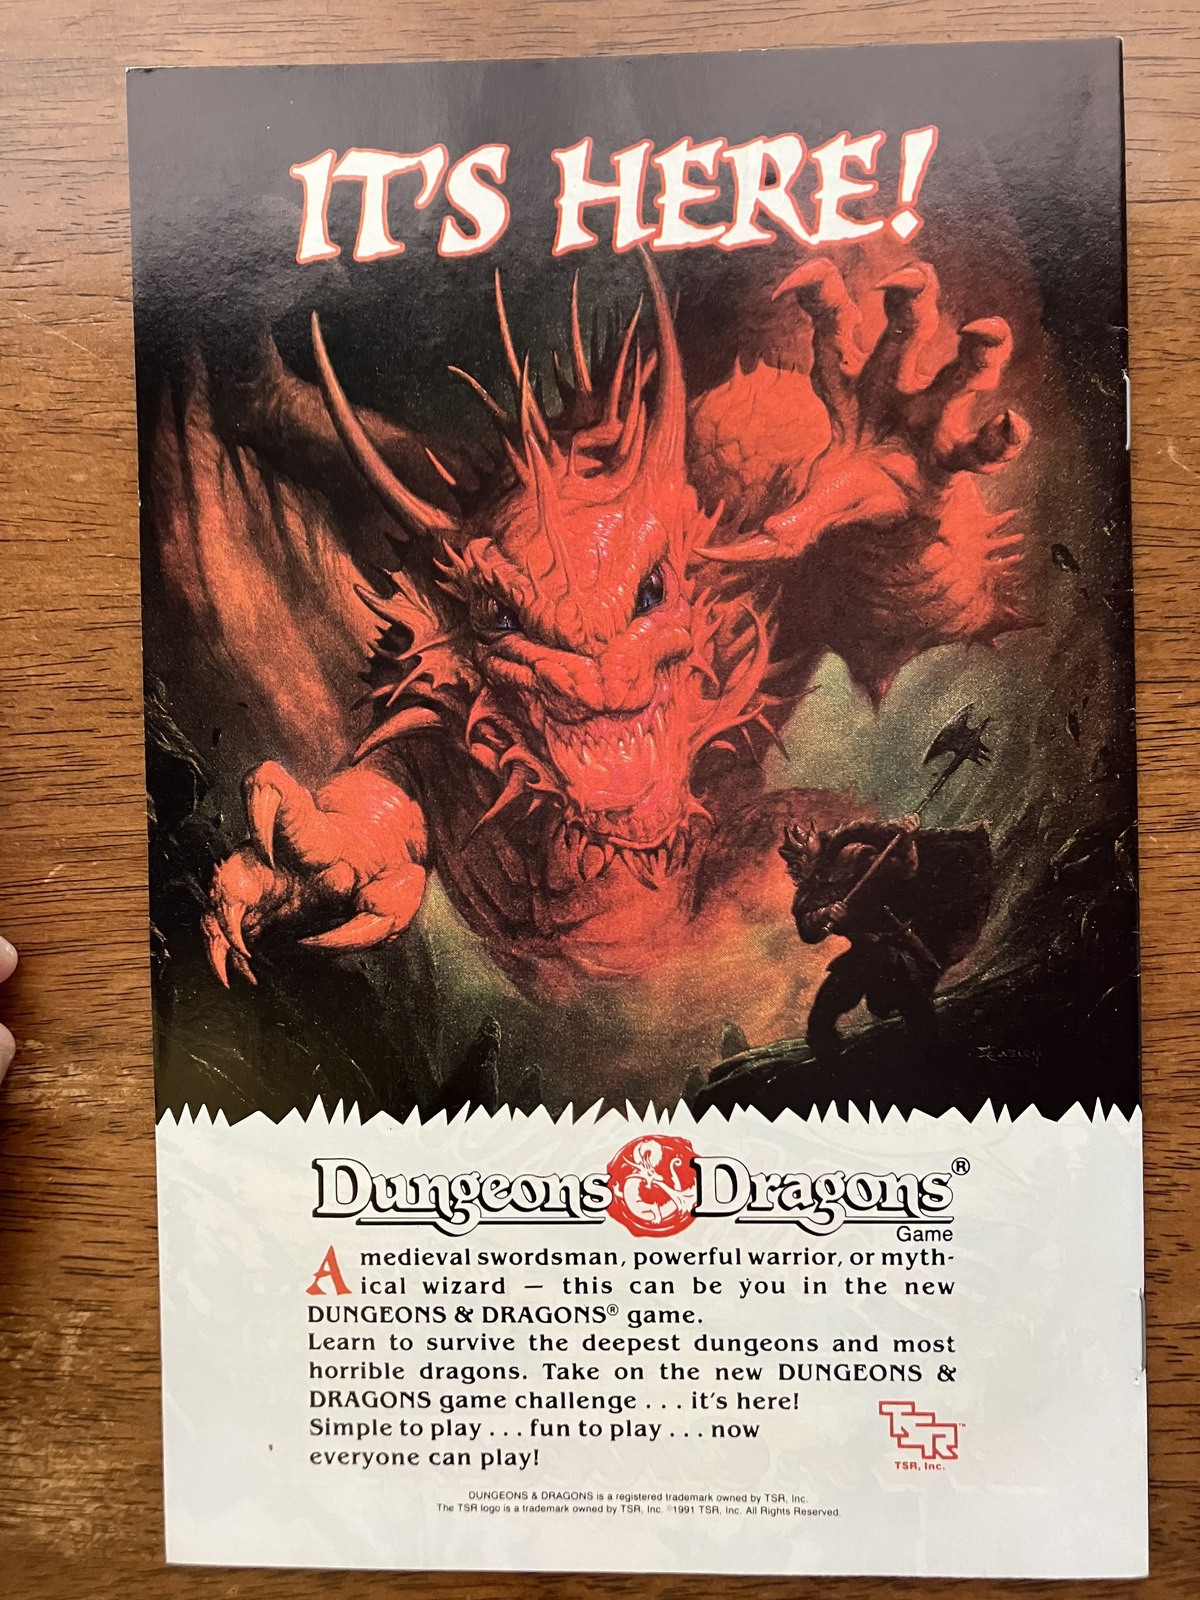 IT'S HERE!
Easley
Dungeons & Dragons®
Game
A medieval swordsman, powerful warrior, or myth-
ical wizard — this can be you in the new
DUNGEONS & DRAGONS® game.
Learn to survive the deepest dungeons and most
horrible dragons. Take on the new DUNGEONS &
DRAGONS game challenge . . . it's here!
Simple to play . . . fun to play . . . now
everyone can play!
TSR™
TSR, Inc.
DUNGEONS & DRAGONS is a registered trademark owned by TSR, Inc.
The TSR logo is a trademark owned by TSR, Inc. ©1991 TSR, Inc. All Rights Reserved.